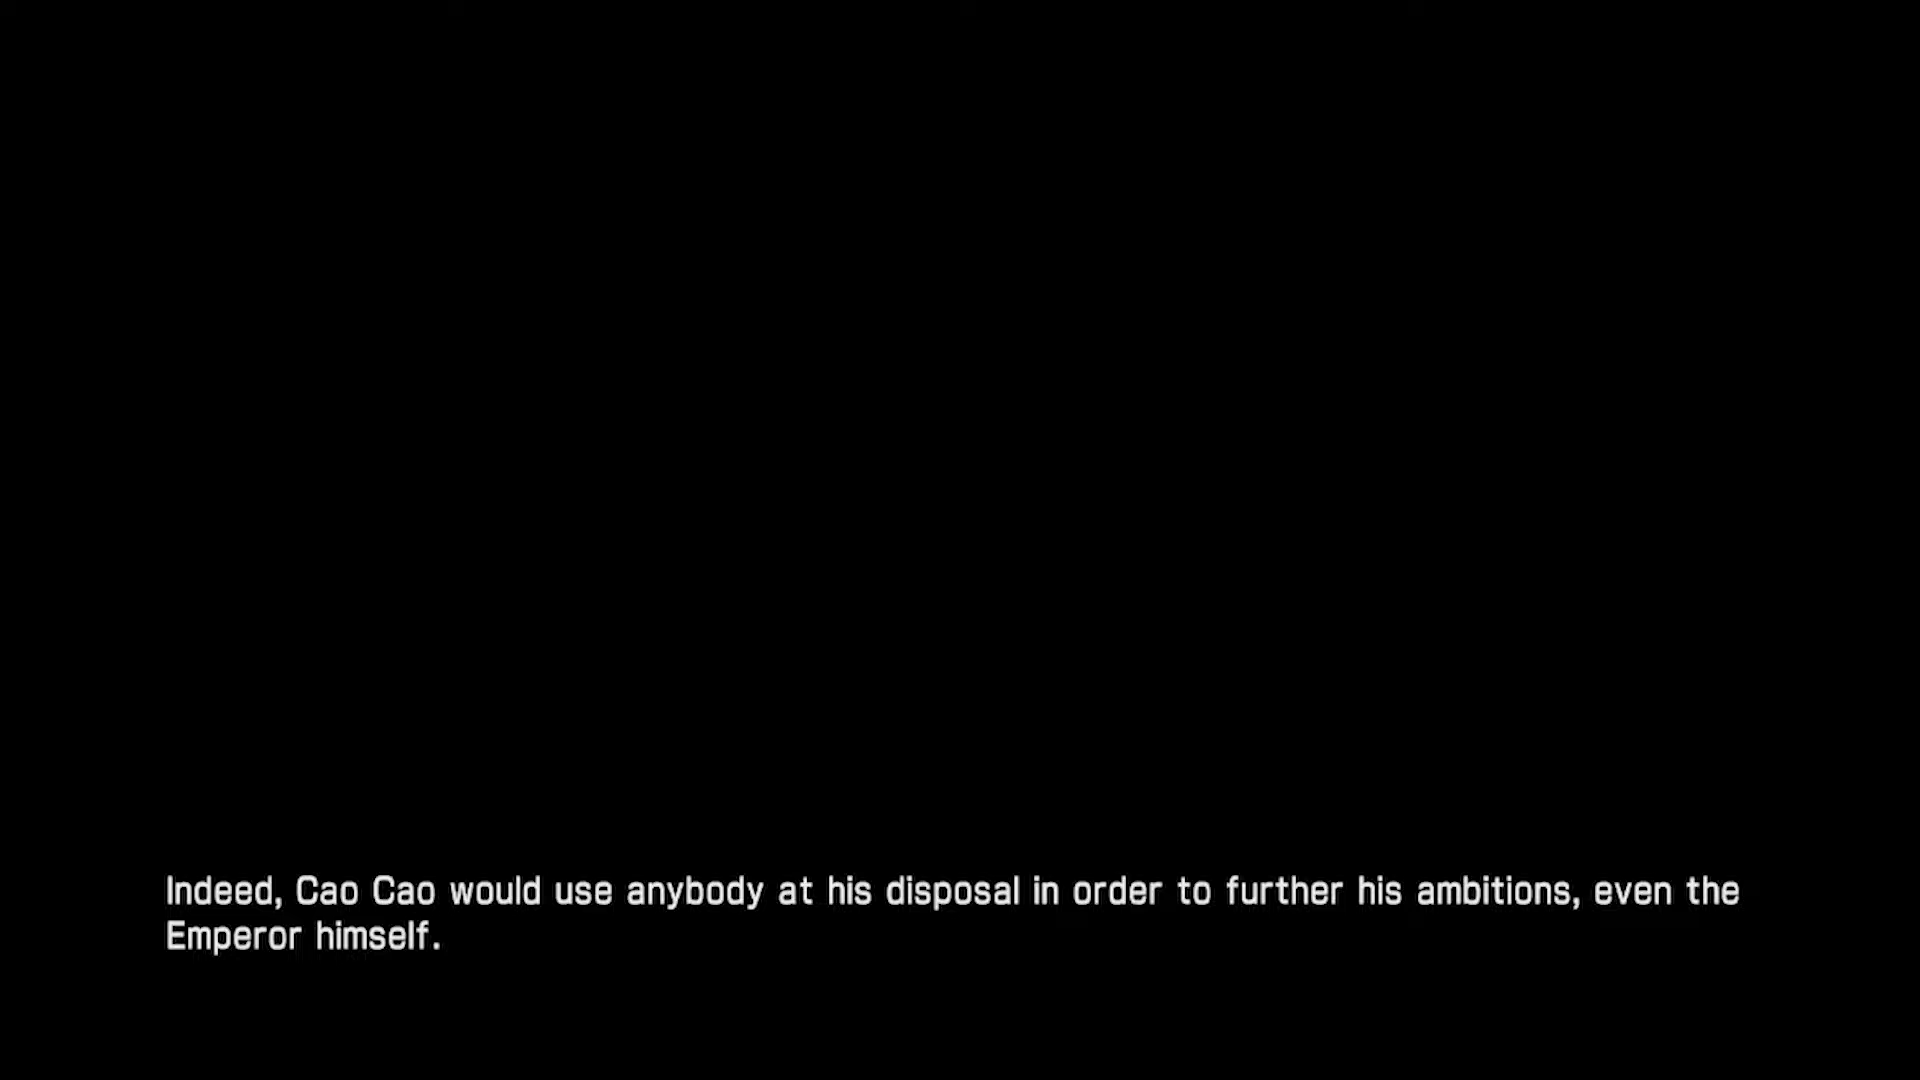 Indeed, Cao Cao would use anybody at his disposal in order to further his ambitions, even the
Emperor himself.